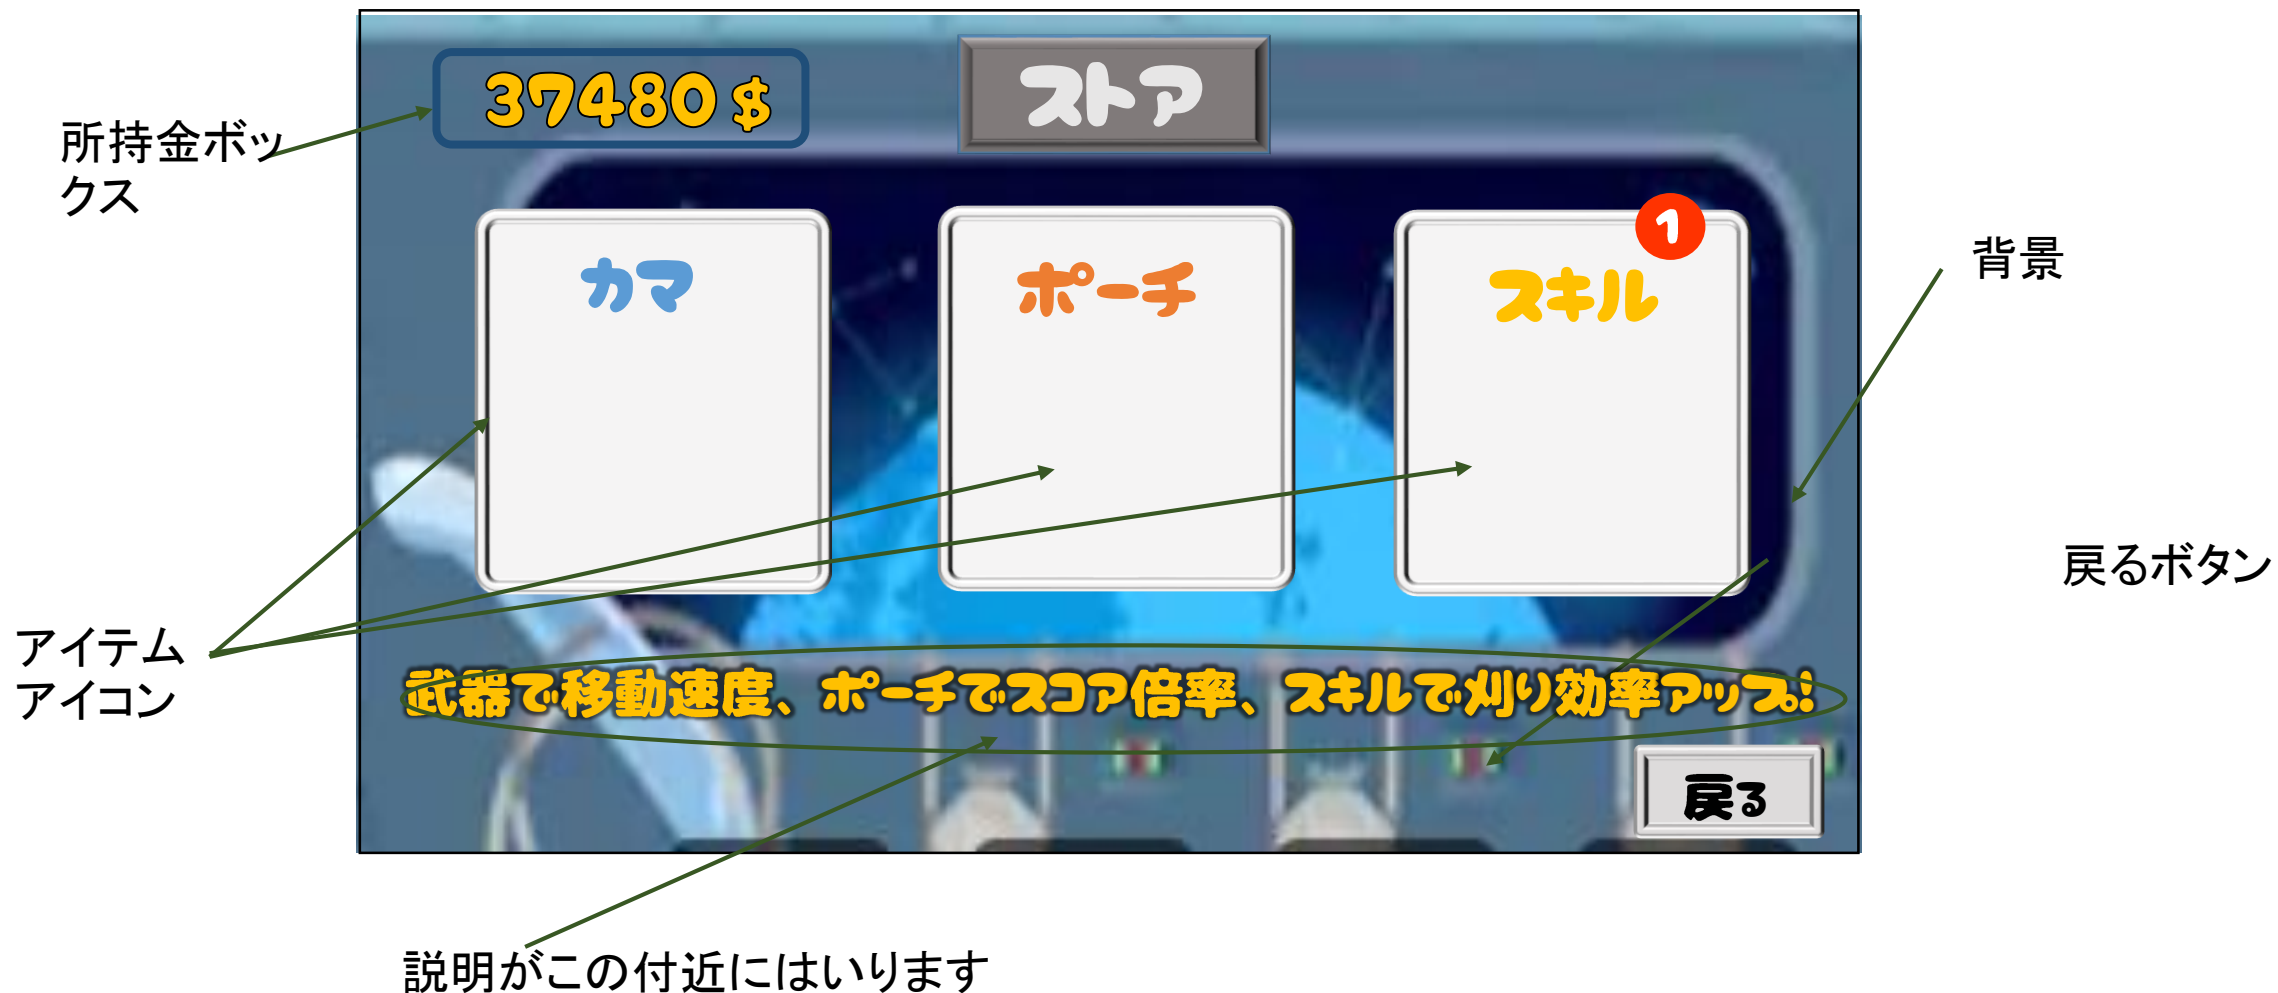 37480$
ストア
所持金ボッ
クス
カマ
ポーチ
スキル
1
背景
戻るボタン
アイテム
アイコン
武器で移動速度、ポーチでスコア倍率、スキルで刈り効率アップ!
戻る
説明がこの付近にはいります